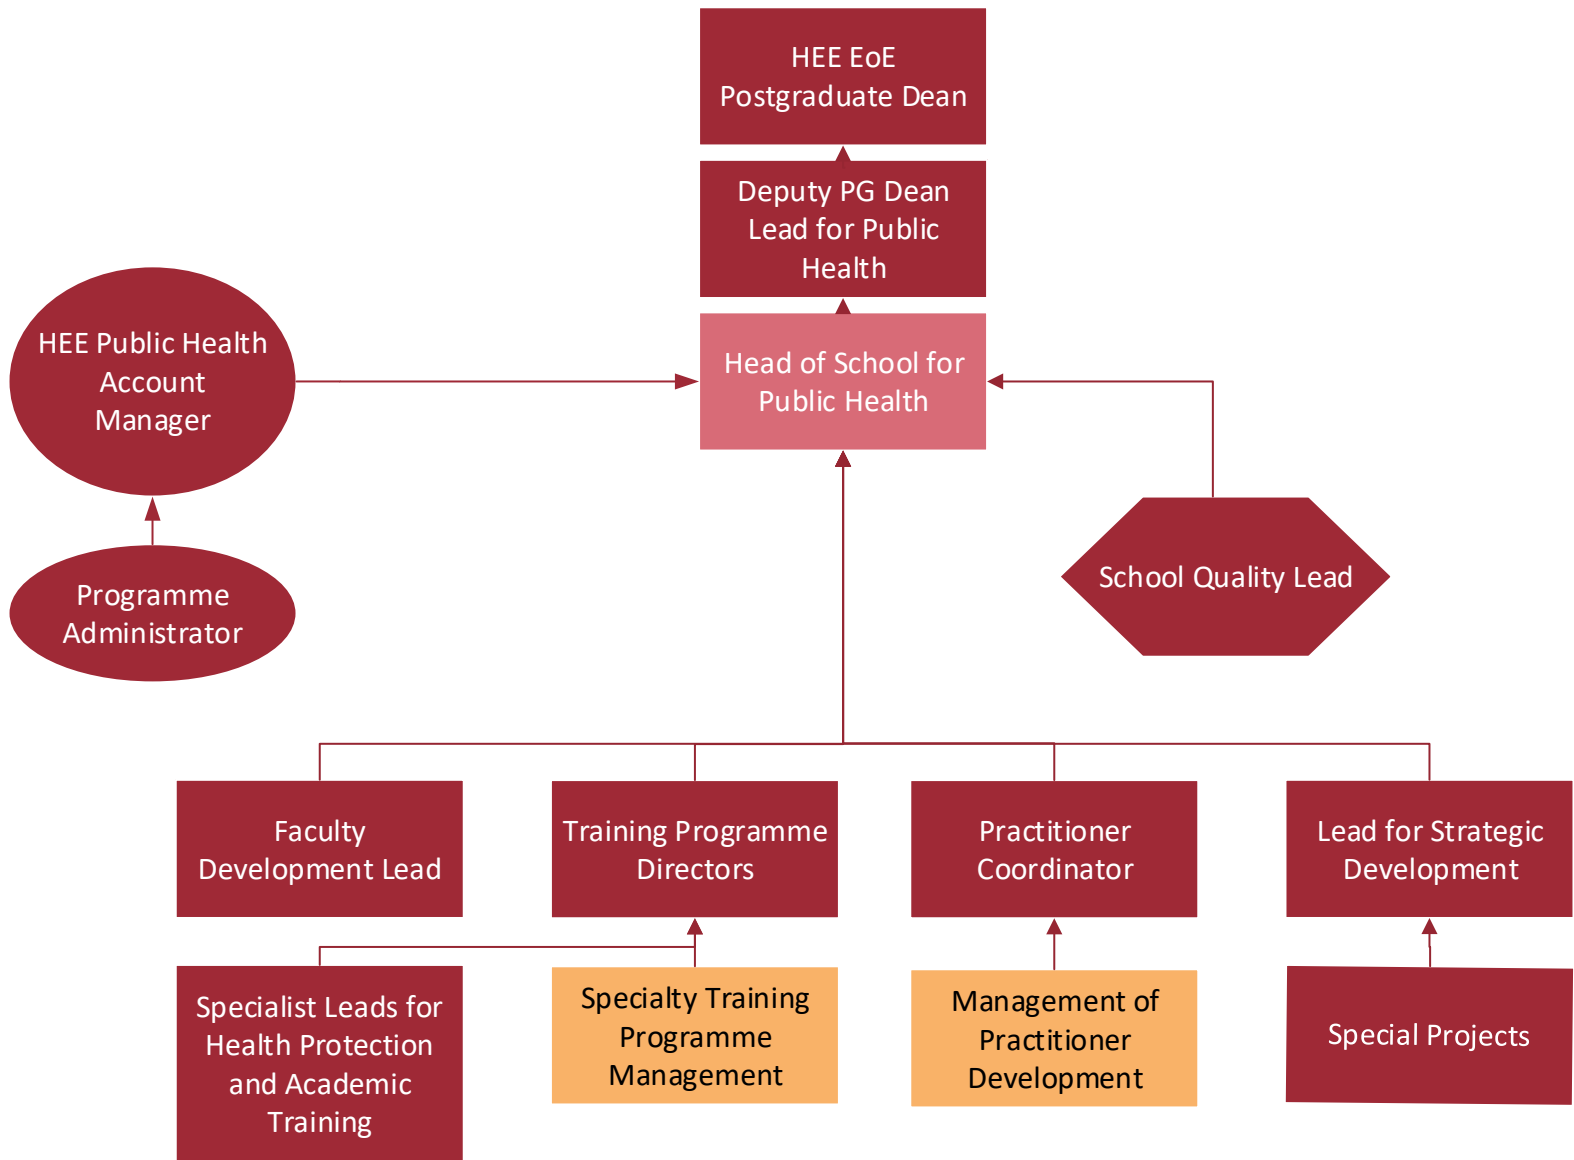 HEE EoE
Postgraduate Dean
Deputy PG Dean
Lead for Public
Health
HEE Public Health
Account
Manager
Head of School for
Public Health
School Quality Lead
Programme
Administrator
Faculty
Development Lead
Training Programme
Directors
Practitioner
Coordinator
Lead for Strategic
Development
Specialist Leads for
Health Protection
and Academic
Training
Specialty Training
Programme
Management
Management of
Practitioner
Development
Special Projects